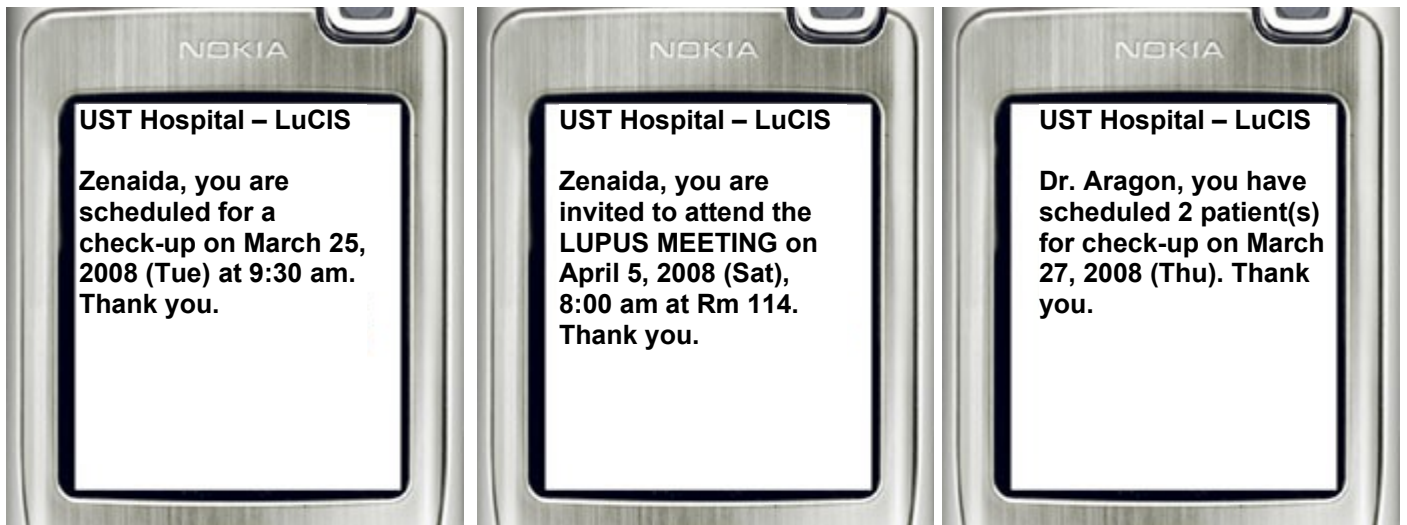 NOKIA
UST Hospital – LuCIS
Zenaida, you are
scheduled for a
check-up on March 25,
2008 (Tue) at 9:30 am.
Thank you.
NOKIA
UST Hospital – LuCIS
Zenaida, you are
invited to attend the
LUPUS MEETING on
April 5, 2008 (Sat),
8:00 am at Rm 114.
Thank you.
NOKIA
UST Hospital – LuCIS
Dr. Aragon, you have
scheduled 2 patient(s)
for check-up on March
27, 2008 (Thu). Thank
you.